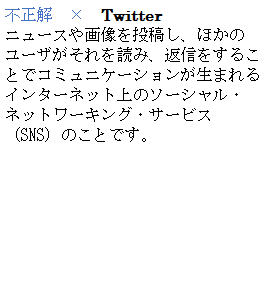 不正解　×　Twitter
ニュースや画像を投稿し、ほかの
ユーザがそれを読み、返信をするこ
とでコミュニケーションが生まれる
インターネット上のソーシャル・
ネットワーキング・サービス
（SNS）のことです。